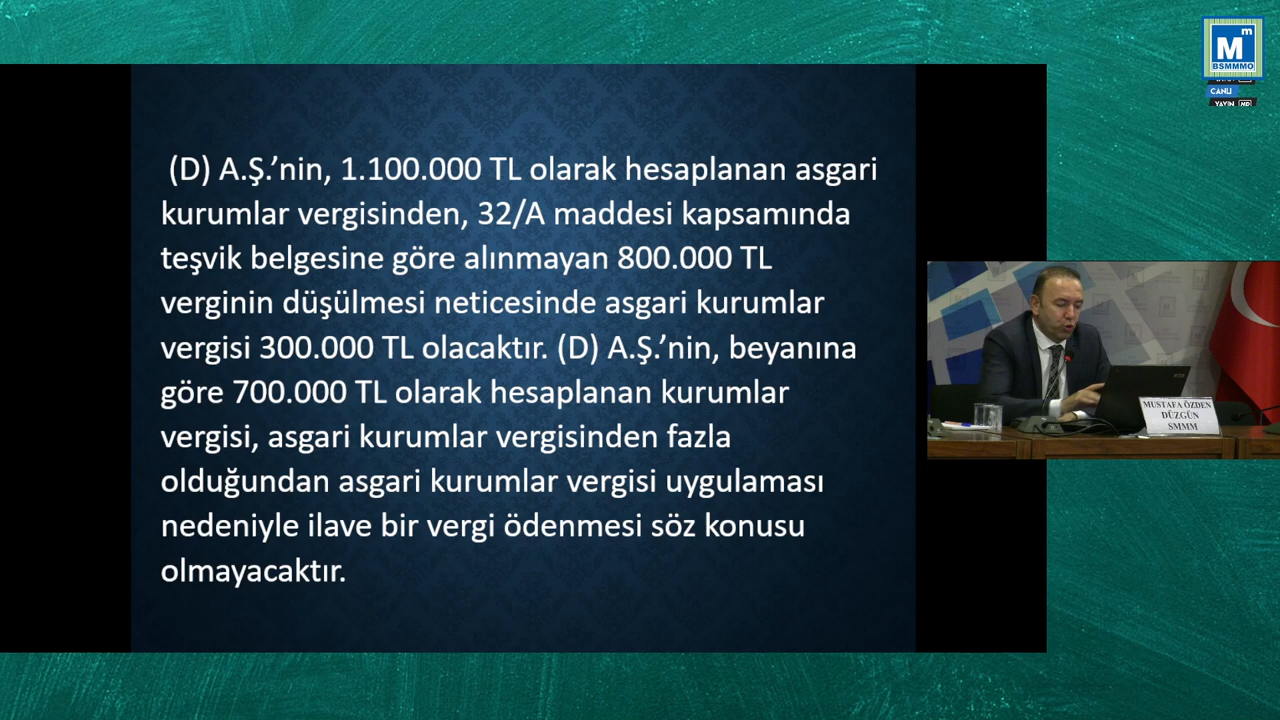 M m
BSMMMO
CANLI
YAYIN HD
(D) A.Ş.’nin, 1.100.000 TL olarak hesaplanan asgari
kurumlar vergisinden, 32/A maddesi kapsamında
teşvik belgesine göre alınmayan 800.000 TL
verginin düşülmesi neticesinde asgari kurumlar
vergisi 300.000 TL olacaktır. (D) A.Ş.’nin, beyanına
göre 700.000 TL olarak hesaplanan kurumlar
vergisi, asgari kurumlar vergisinden fazla
olduğundan asgari kurumlar vergisi uygulaması
nedeniyle ilave bir vergi ödenmesi söz konusu
olmayacaktır.
M
MUSTAFA ÖZDEN
DÜZGÜN
SMMM